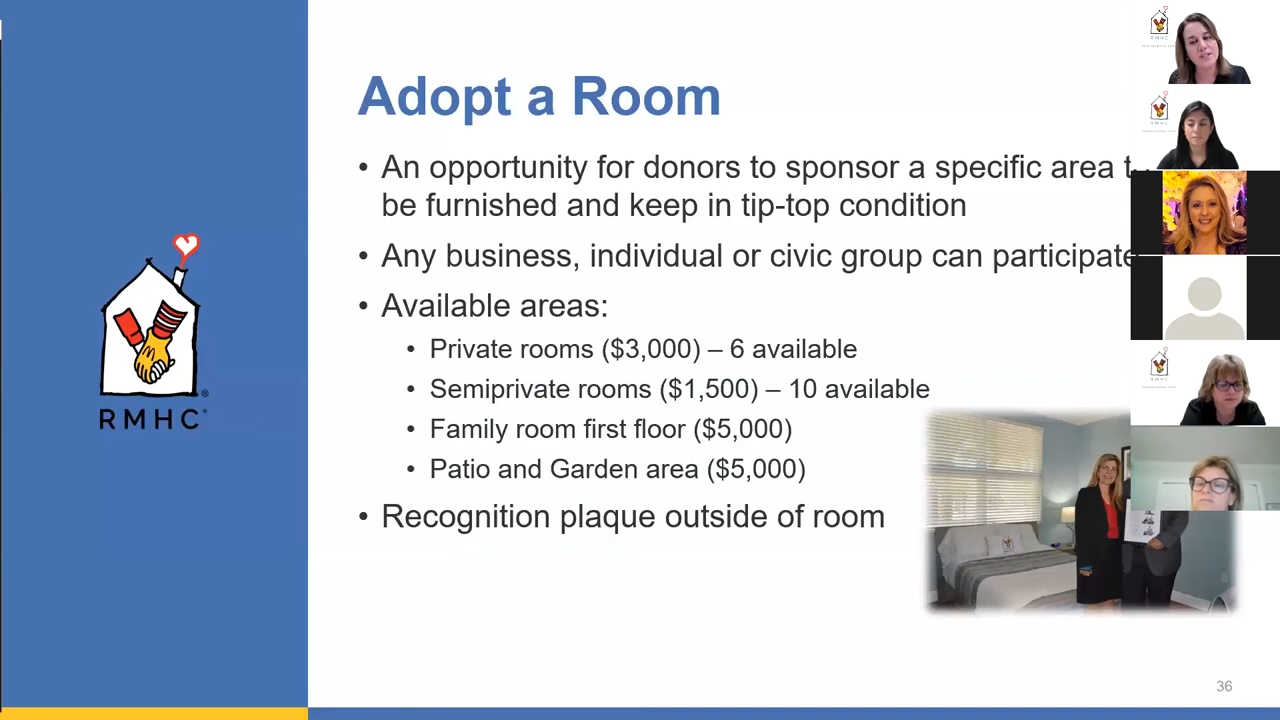 Adopt a Room
• An opportunity for donors to sponsor a specific area
be furnished and keep in tip-top condition
• Any business, individual or civic group can participate
• Available areas:
• Private rooms ($3,000) – 6 available
• Semiprivate rooms ($1,500) – 10 available
• Family room first floor ($5,000)
• Patio and Garden area ($5,000)
• Recognition plaque outside of room
RMHC®
RMHC
RMHC
RMHC
36